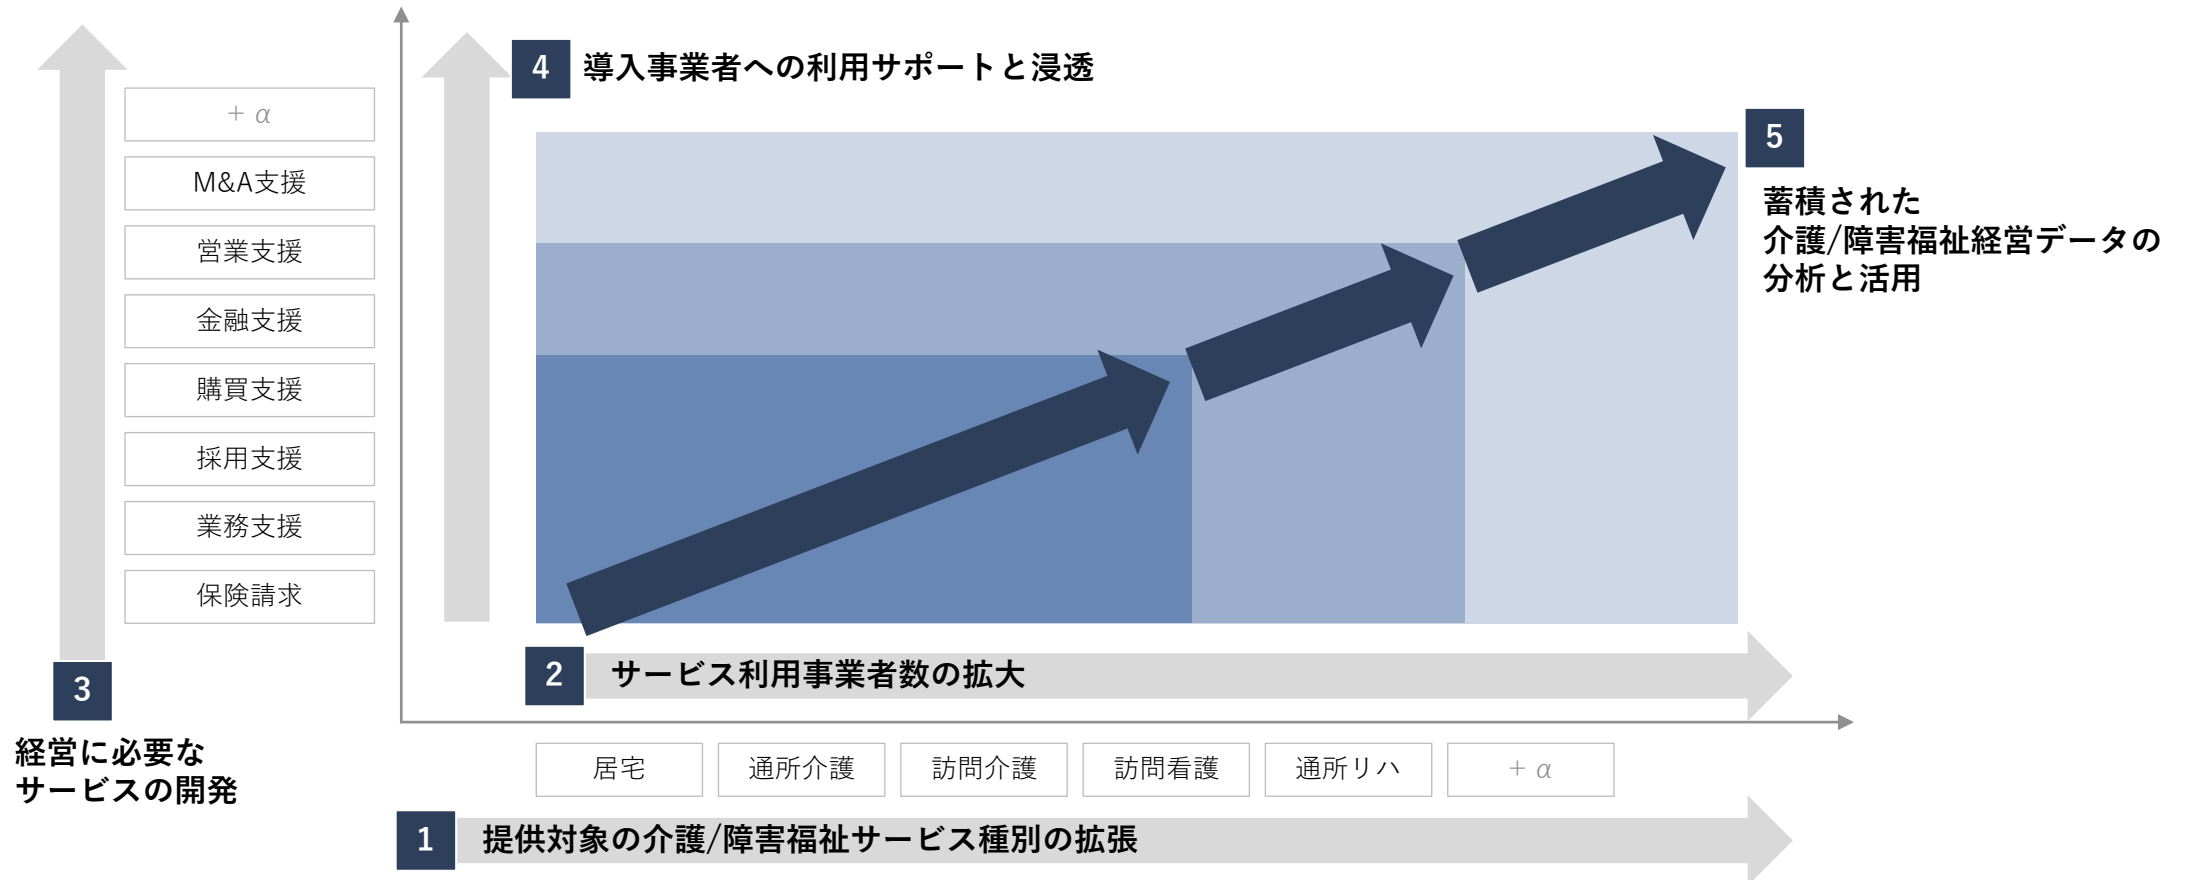 4
導入事業者への利用サポートと浸透
5
蓄積された
介護/障害福祉経営データの
分析と活用
+ α
M&A支援
営業支援
金融支援
購買支援
採用支援
業務支援
保険請求
3
経営に必要な
サービスの開発
2
サービス利用事業者数の拡大
居宅
通所介護
訪問介護
訪問看護
通所リハ
+ α
1
提供対象の介護/障害福祉サービス種別の拡張